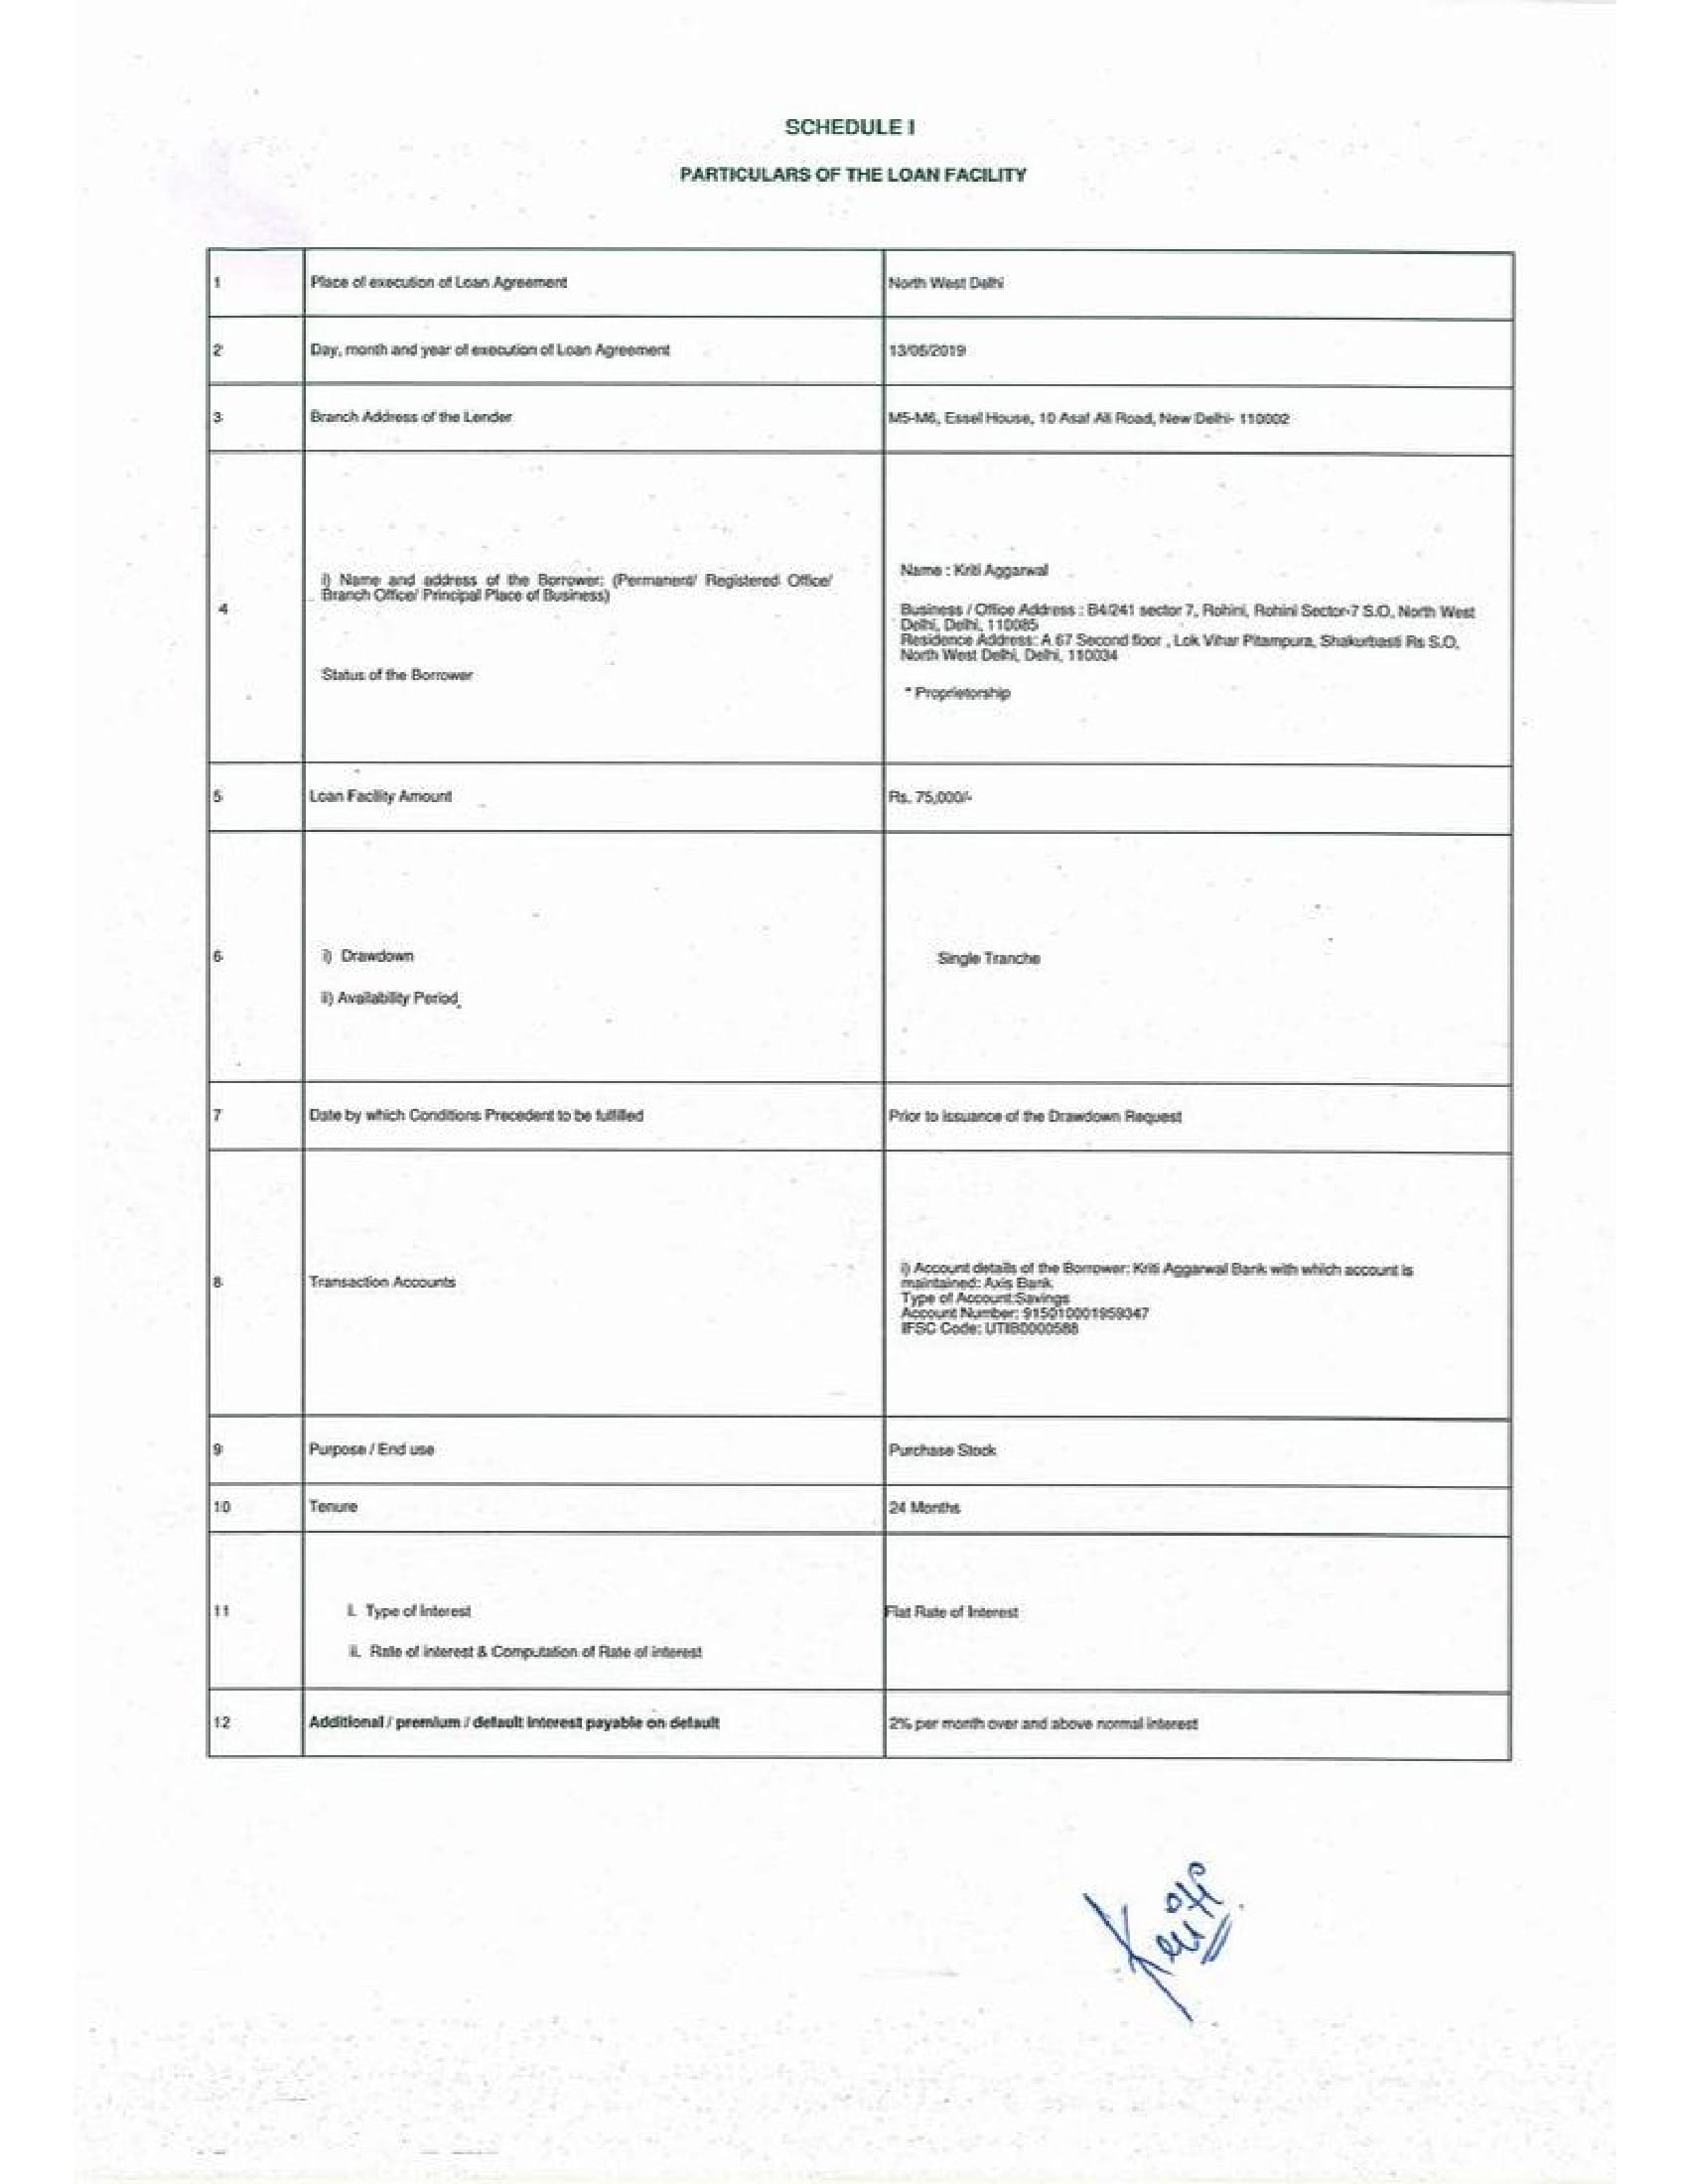 SCHEDULE I
PARTICULARS OF THE LOAN FACILITY
1 Place of execution of Loan Agreement North West Delhi
2 Day, month and year of execution of Loan Agreement 13/05/2019
3 Branch Address of the Lender M5-M6, Essel House, 10 Asaf Ali Road, New Delhi- 110002
4
i) Name and address of the Borrower: (Permanent/ Registered Office/
Branch Office/ Principal Place of Business)
Status of the Borrower
Name : Kriti Aggarwal
Business / Office Address : B4/241 sector 7, Rohini, Rohini Sector-7 S.O, North West
Delhi, Delhi, 110085
Residence Address: A 67 Second floor , Lok Vihar Pitampura, Shakurbasti Rs S.O,
North West Delhi, Delhi, 110034
* Proprietorship
5 Loan Facility Amount Rs. 75,000/-
6
i) Drawdown Single Tranche
ii) Availability Period
7 Date by which Conditions Precedent to be fulfilled Prior to Issuance of the Drawdown Request
8 Transaction Accounts
i) Account details of the Borrower: Kriti Aggarwal Bank with which account is
maintained: Axis Bank
Type of Account:Savings
Account Number: 915010001959347
IFSC Code: UTIB0000588
9 Purpose / End use Purchase Stock
10 Tenure 24 Months
11
i. Type of Interest Flat Rate of Interest
ii. Rate of interest & Computation of Rate of interest
12 Additional / premium / default interest payable on default 2% per month over and above normal interest
Kriti